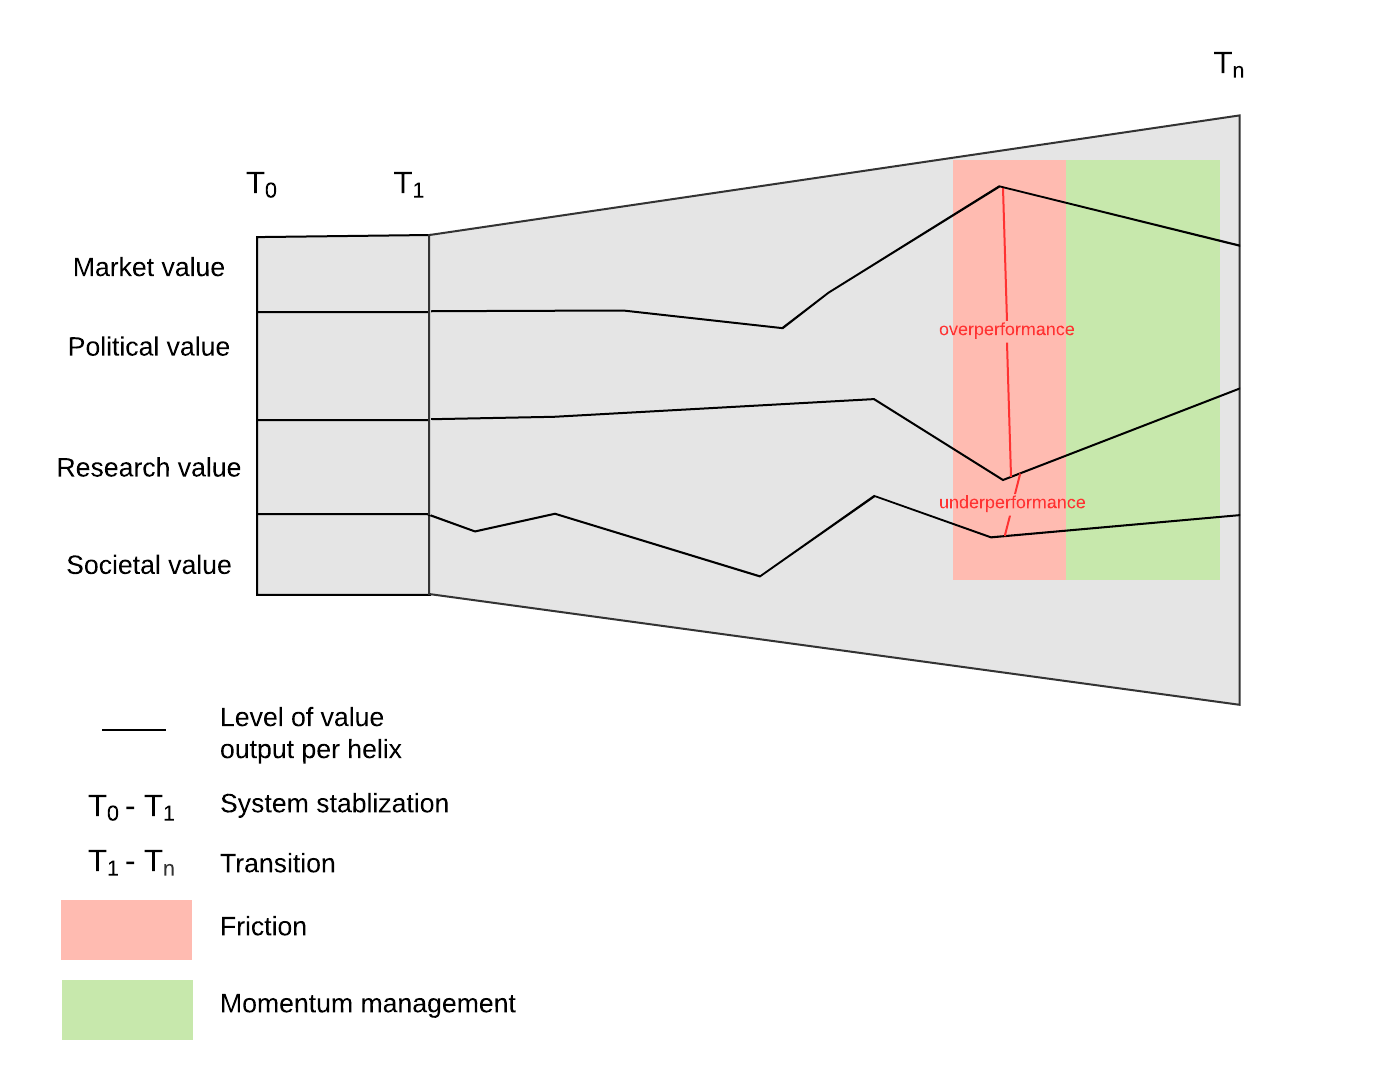 Tn
T0
T1
Market value
Political value
Research value
Societal value
overperformance
underperformance
Level of value
output per helix
T0 - T1 System stablization
T1 - Tn Transition
Friction
Momentum management